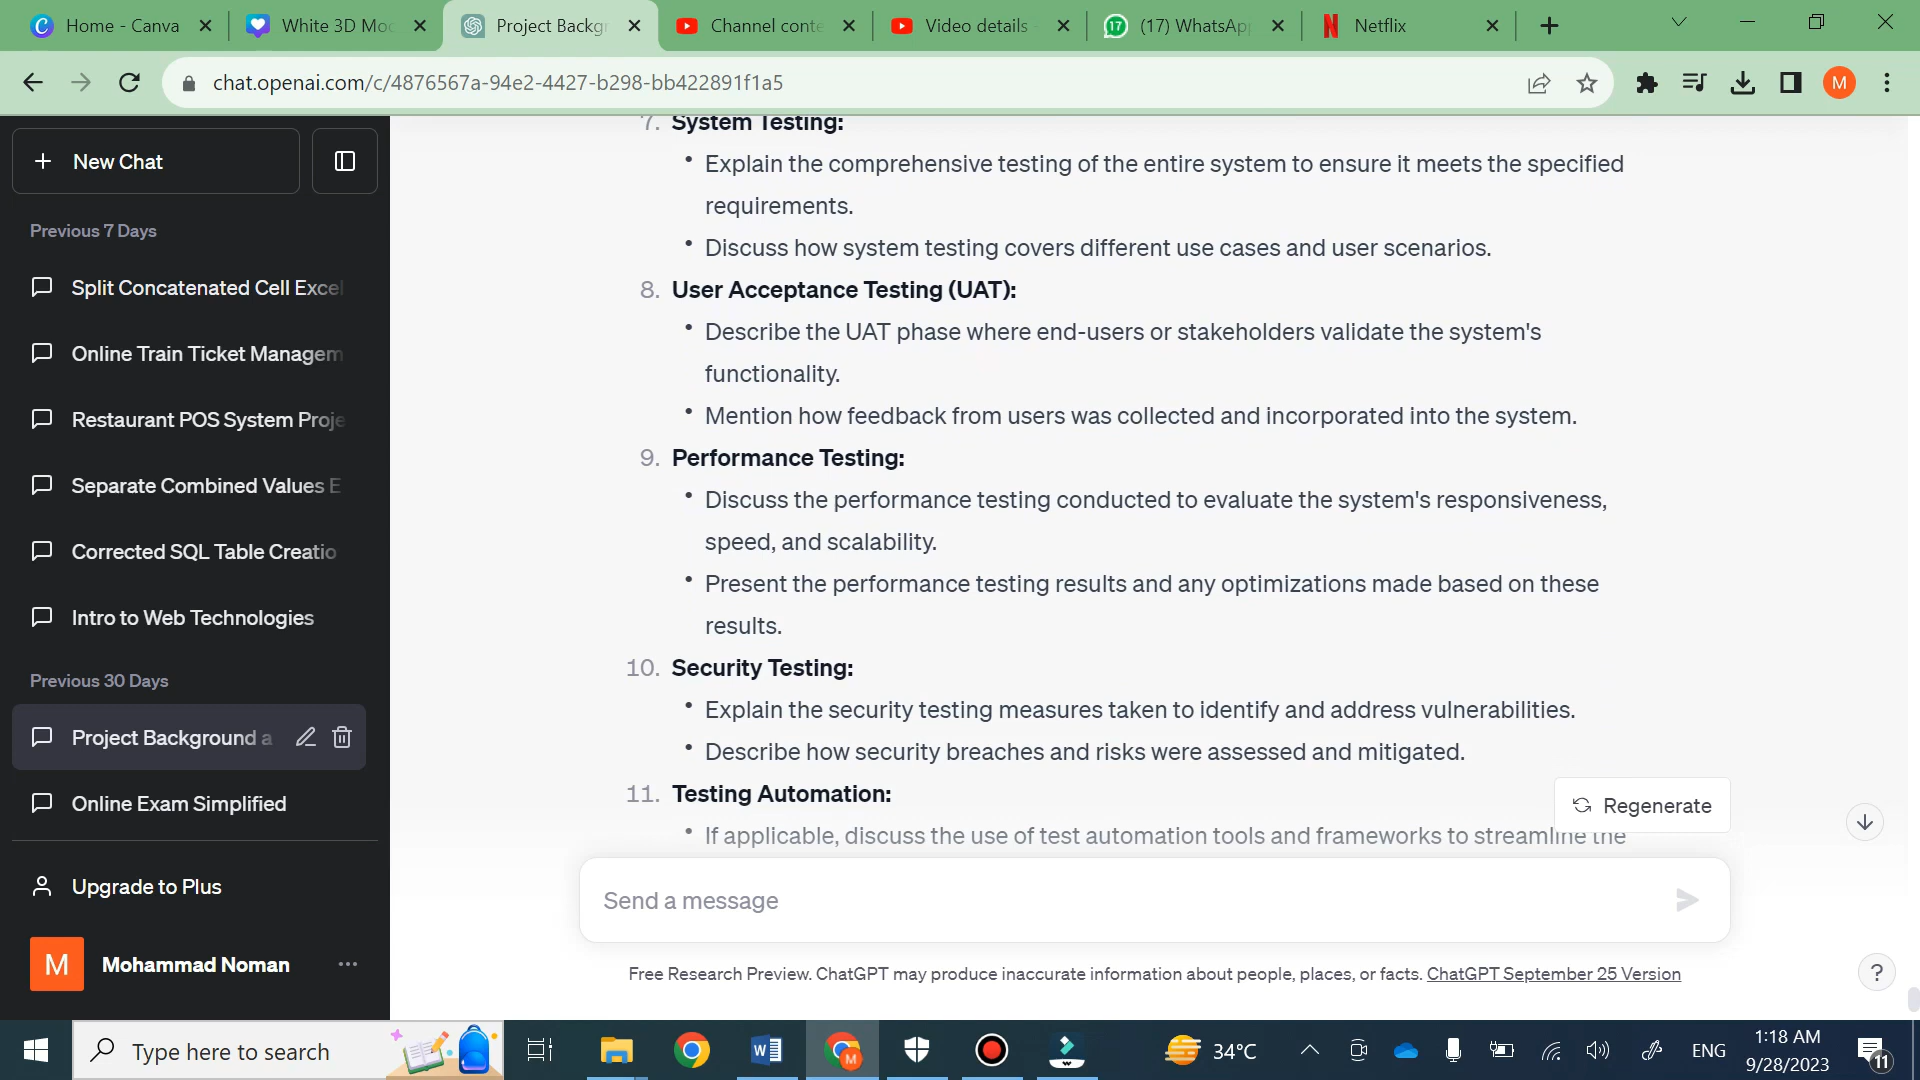 Home - Canva
White 3D Moc
Project Backgr
Channel conte
Video details -
17
(17) WhatsApp
Netflix
chat.openai.com/c/4876567a-94e2-4427-b298-bb422891f1a5
M
New Chat
Previous 7 Days
Split Concatenated Cell Excel
Online Train Ticket Managem
Restaurant POS System Proje
Separate Combined Values E
Corrected SQL Table Creatio
Intro to Web Technologies
Previous 30 Days
Project Background a
Online Exam Simplified
Upgrade to Plus
M
Mohammad Noman
7. System Testing:
• Explain the comprehensive testing of the entire system to ensure it meets the specified
requirements.
• Discuss how system testing covers different use cases and user scenarios.
8. User Acceptance Testing (UAT):
• Describe the UAT phase where end-users or stakeholders validate the system's
functionality.
• Mention how feedback from users was collected and incorporated into the system.
9. Performance Testing:
• Discuss the performance testing conducted to evaluate the system's responsiveness,
speed, and scalability.
• Present the performance testing results and any optimizations made based on these
results.
10. Security Testing:
• Explain the security testing measures taken to identify and address vulnerabilities.
• Describe how security breaches and risks were assessed and mitigated.
11. Testing Automation:
• If applicable, discuss the use of test automation tools and frameworks to streamline the
Regenerate
Send a message
Free Research Preview. ChatGPT may produce inaccurate information about people, places, or facts. ChatGPT September 25 Version
?
Type here to search
34°C
ENG
1:18 AM
9/28/2023
11